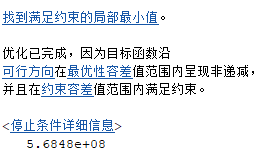 找到满足约束的局部最小值。
优化已完成，因为目标函数沿
可行方向在最优性容差值范围内呈现非递减，
并且在约束容差值范围内满足约束。
<停止条件详细信息>
5.6848e+08